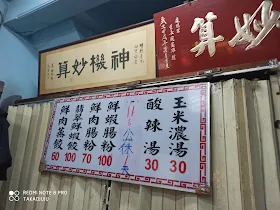 神機妙算
妙算
玉米濃湯 30
酸辣湯 30
公休
鮮蝦腸粉 100
鮮肉腸粉 70
翡翠鮮蝦餃 100
鮮肉蒸餃 60
REDMI NOTE 8 PRO